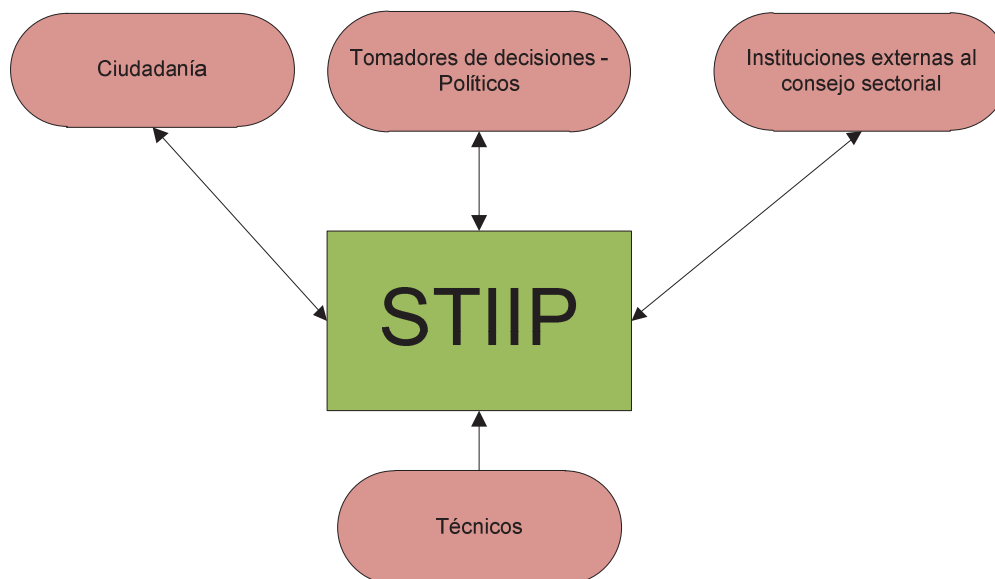 Ciudadanía
Tomadores de decisiones -
Políticos
Instituciones externas al
consejo sectorial
STIIP
Técnicos